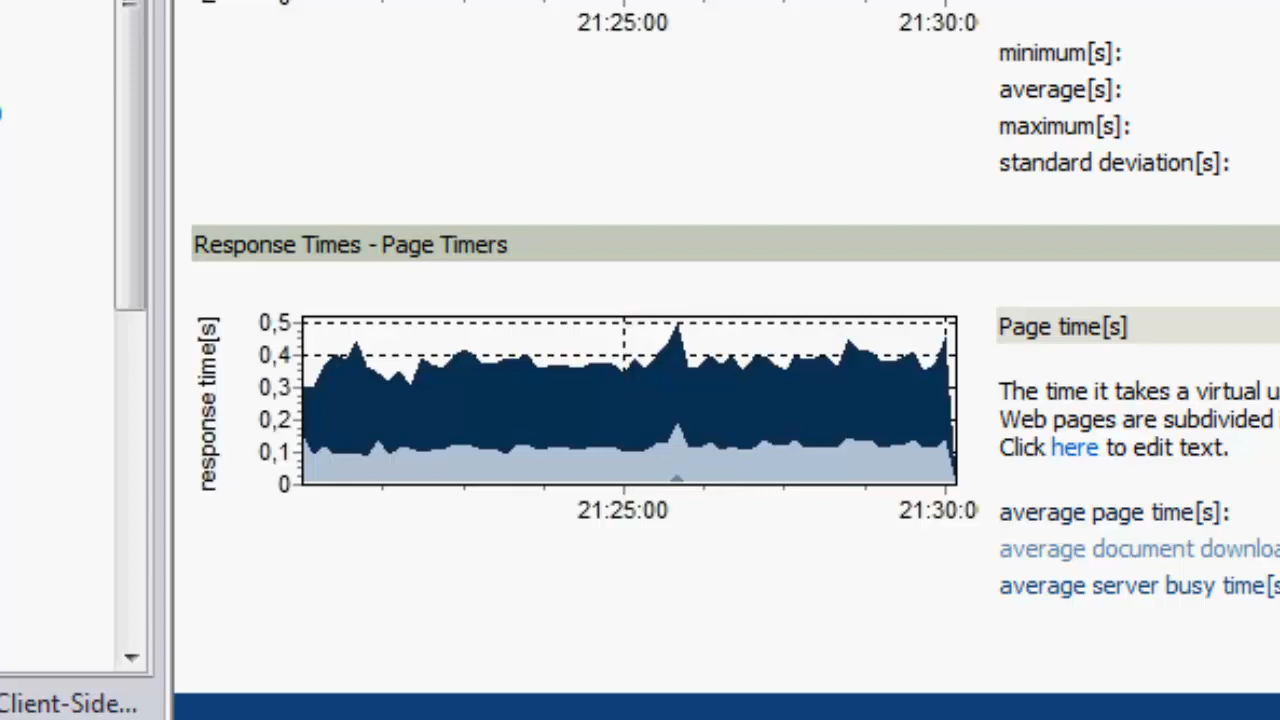 21:25:00
21:30:0
minimum[s]:
average[s]:
maximum[s]:
standard deviation[s]:
Response Times - Page Timers
response time[s]
0,5
0,4
0,3
0,2
0,1
0
21:25:00
21:30:0
Page time[s]
The time it takes a virtual u
Web pages are subdivided
Click here to edit text.
average page time[s]:
average document downloa
average server busy time[s
Client-Side...